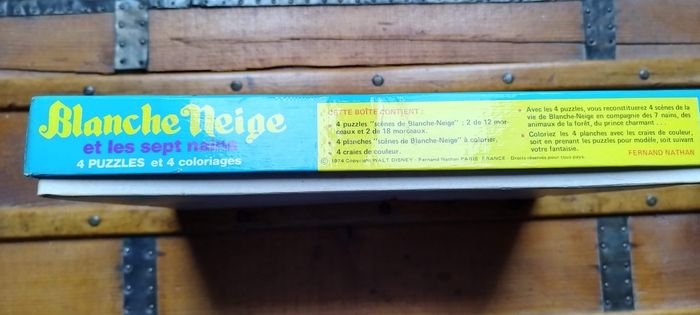 Blanche Neige
et les sept nains
4 PUZZLES et 4 coloriages
CETTE BOÎTE CONTIENT :
• 4 puzzles "scènes de Blanche-Neige" : 2 de 12 mor-
ceaux et 2 de 18 morceaux.
• 4 planches "scènes de Blanche-Neige" à colorier.
• 4 craies de couleur.
© 1974 Copyright WALT DISNEY - Fernand Nathan PARIS FRANCE - Droits réservés pour tous pays.
• Avec les 4 puzzles, vous reconstituerez 4 scènes de la
vie de Blanche-Neige en compagnie des 7 nains, des
animaux de la forêt, du prince charmant . . .
• Coloriez les 4 planches avec les craies de couleur,
soit en prenant les puzzles pour modèle, soit suivant
votre fantaisie.
FERNAND NATHAN